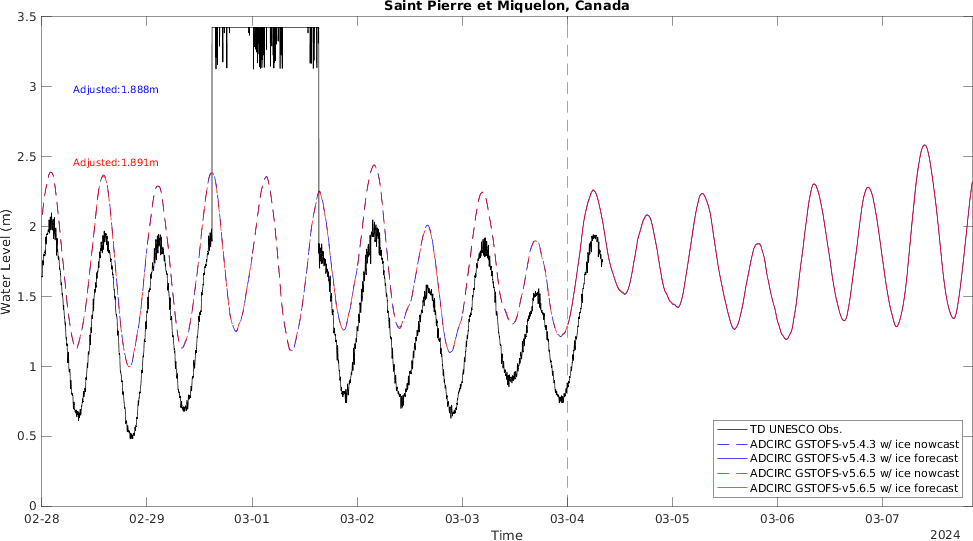 Saint Pierre et Miquelon, Canada
3.5
3
2.5
2
1.5
1
0.5
0
Water Level (m)
Adjusted:1.888m
Adjusted:1.891m
TD UNESCO Obs.
ADCIRC GSTOFS-v5.4.3 w/ ice nowcast
ADCIRC GSTOFS-v5.4.3 w/ ice forecast
ADCIRC GSTOFS-v5.6.5 w/ ice nowcast
ADCIRC GSTOFS-v5.6.5 w/ ice forecast
02-28 02-29 03-01 03-02 03-03 03-04 03-05 03-06 03-07
Time
2024